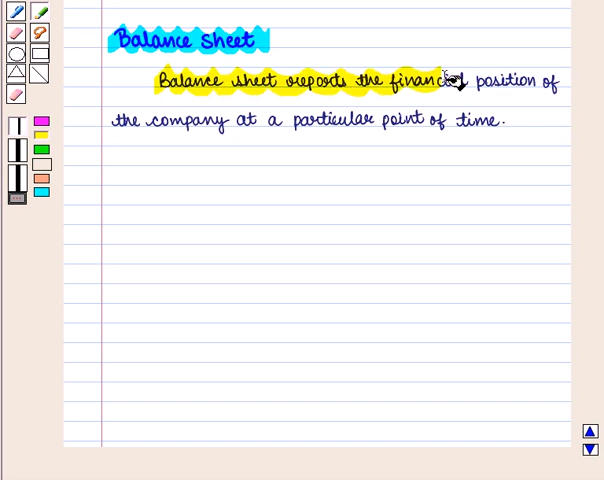 Balance sheet
Balance sheet reports the financial position of
the company at a particular point of time.